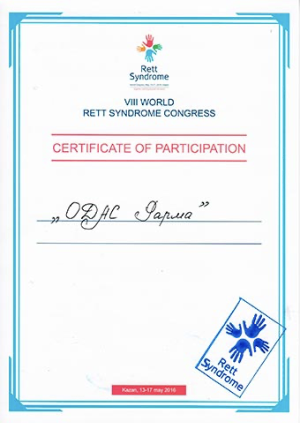 Rett
Syndrome
VIII WORLD
RETT SYNDROME CONGRESS
CERTIFICATE OF PARTICIPATION
„ОДАС Фарма”
Rett
Syndrome
Kazan, 13-17 may 2016